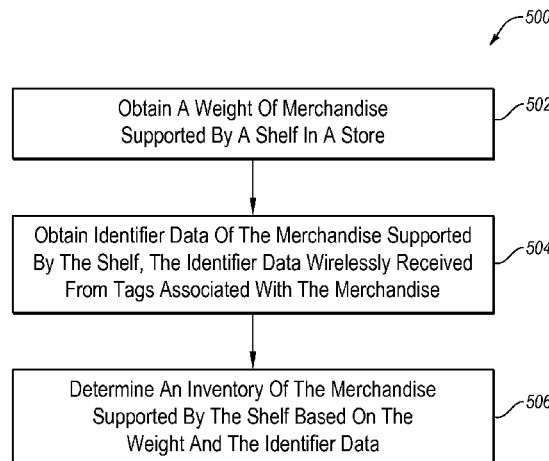 500
Obtain A Weight Of Merchandise
Supported By A Shelf In A Store
502
Obtain Identifier Data Of The Merchandise Supported
By The Shelf, The Identifier Data Wirelessly Received
From Tags Associated With The Merchandise
504
Determine An Inventory Of The Merchandise
Supported By The Shelf Based On The
Weight And The Identifier Data
506